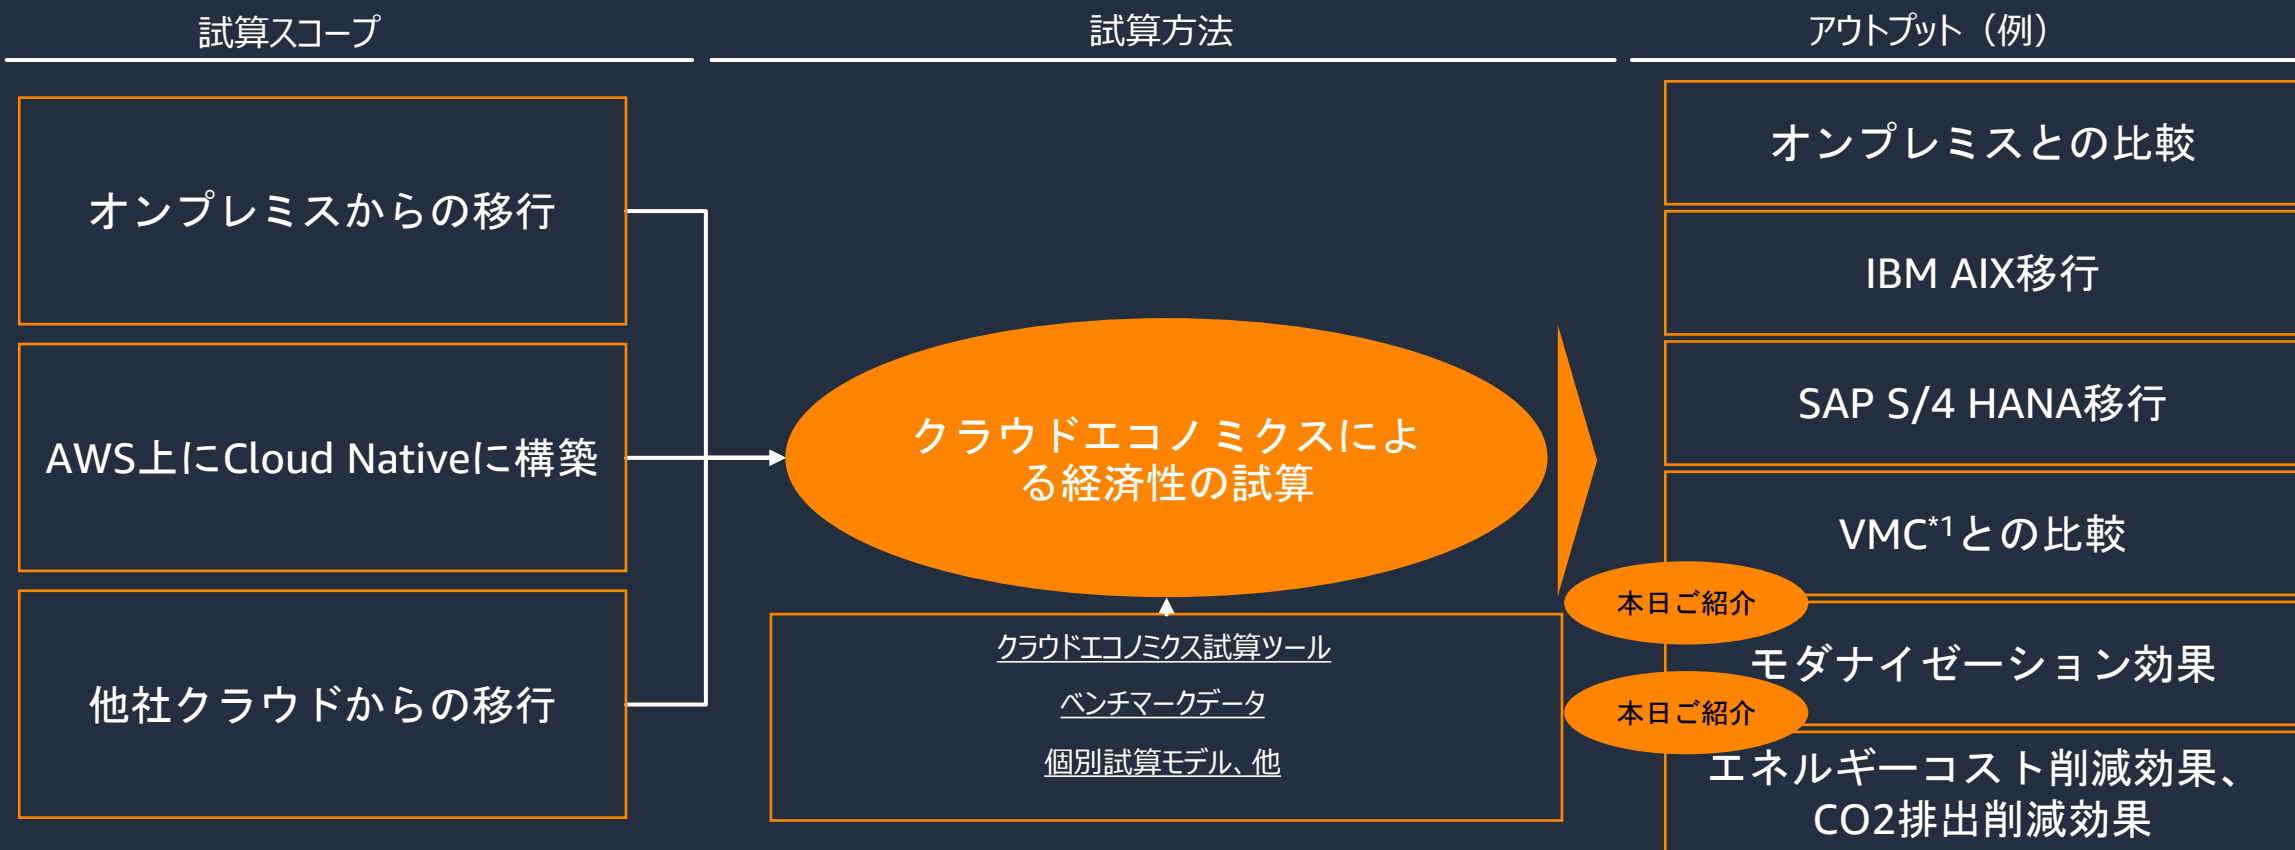 試算スコープ
試算方法
アウトプット（例）
オンプレミスからの移行
AWS上にCloud Nativeに構築
他社クラウドからの移行
クラウドエコノミクスによ
る経済性の試算
クラウドエコノミクス試算ツール
ベンチマークデータ
個別試算モデル、他
オンプレミスとの比較
IBM AIX移行
SAP S/4 HANA移行
VMC*1との比較
本日ご紹介
モダナイゼーション効果
本日ご紹介
エネルギーコスト削減効果、
CO2排出削減効果